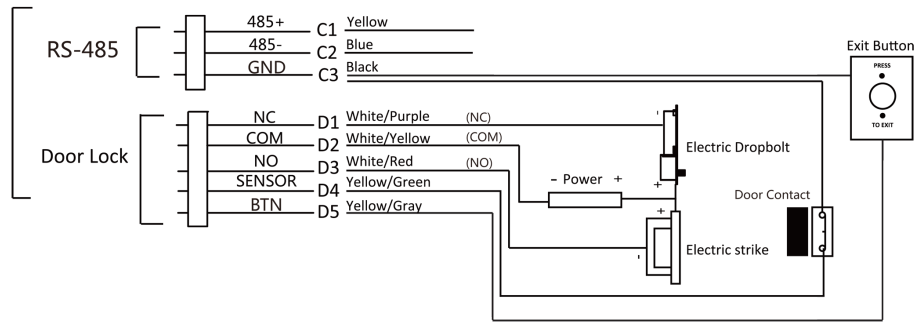 RS-485
485+ C1 Yellow
485- C2 Blue
GND C3 Black
Exit Button
PRESS
TO EXIT
Door Lock
NC D1 White/Purple (NC)
COM D2 White/Yellow (COM)
NO D3 White/Red (NO)
SENSOR D4 Yellow/Green
BTN D5 Yellow/Gray
-
Electric Dropbolt
+
- Power +
Door Contact
+
-
Electric strike